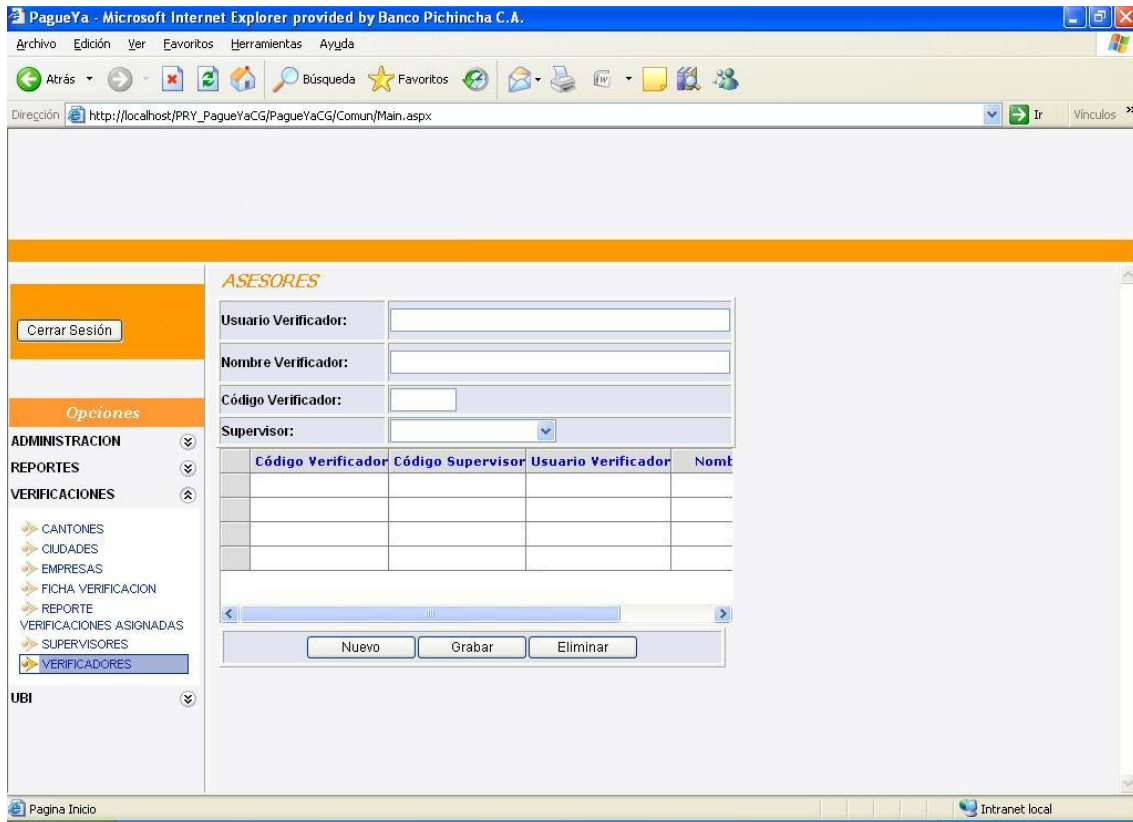 PagueYa - Microsoft Internet Explorer provided by Banco Pichincha C.A.
Archivo Edición Ver Favoritos Herramientas Ayuda
Atrás Búsqueda Favoritos
Dirección http://localhost/PRY_PagueYaCG/PagueYaCG/Comun/Main.aspx Ir Vínculos »
ASESORES
Cerrar Sesión
Usuario Verificador:
Nombre Verificador:
Código Verificador:
Supervisor:
Código Verificador Código Supervisor Usuario Verificador Nomb
Nuevo Grabar Eliminar
Opciones
ADMINISTRACION
REPORTES
VERIFICACIONES
CANTONES
CIUDADES
EMPRESAS
FICHA VERIFICACION
REPORTE
VERIFICACIONES ASIGNADAS
SUPERVISORES
VERIFICADORES
UBI
Pagina Inicio Intranet local